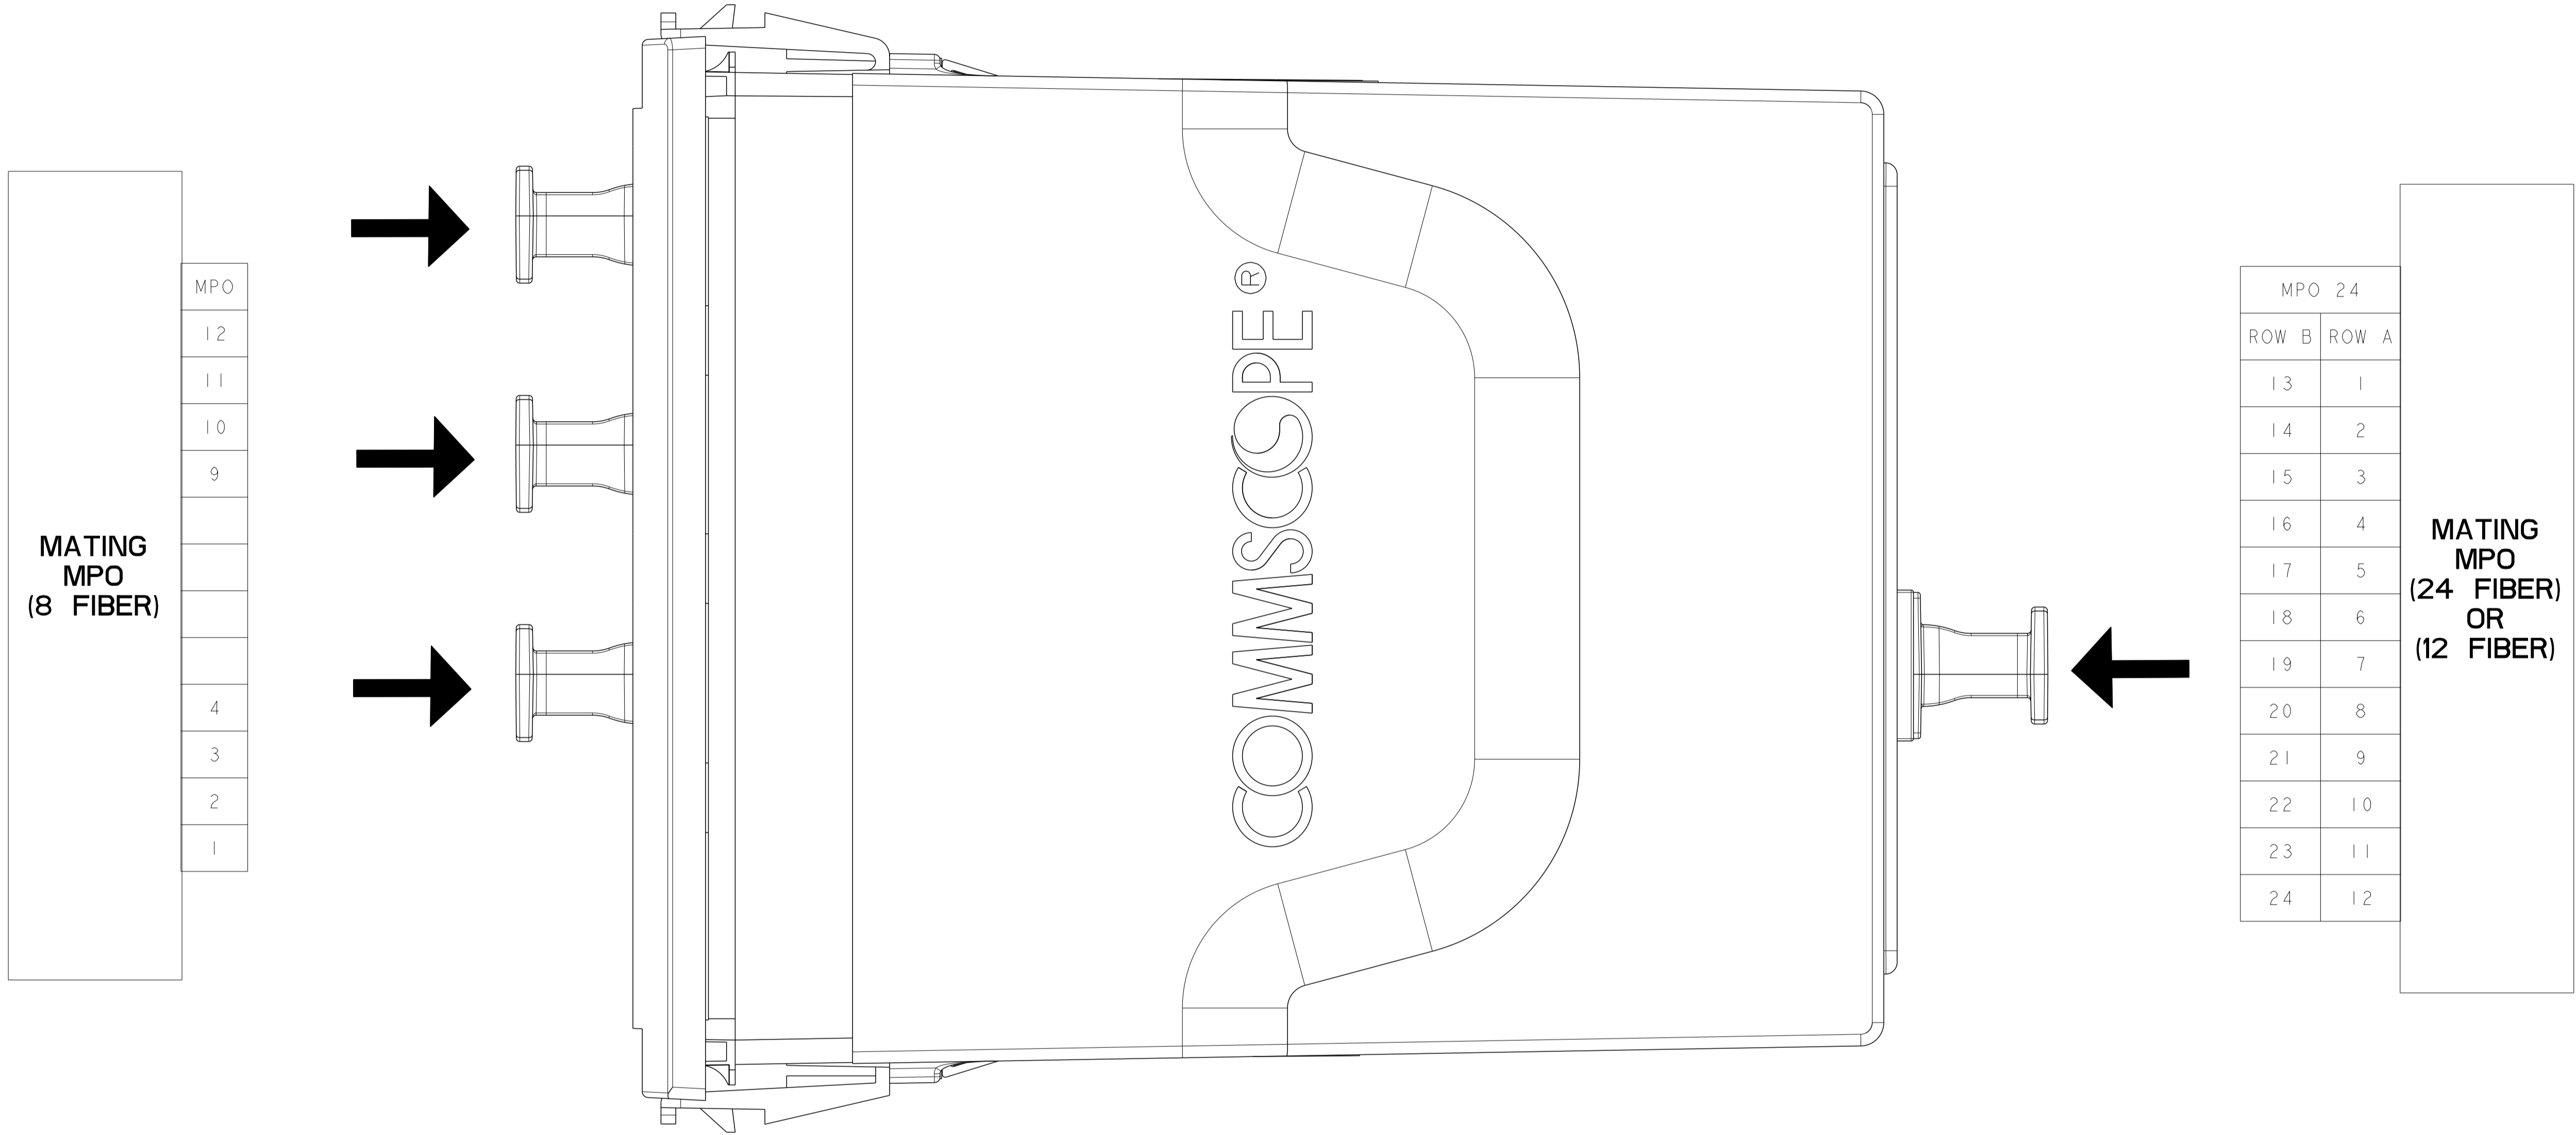 MATING
MPO
(8 FIBER)
MPO
12
11
10
9
4
3
2
1
COMMSCOPE®
MPO 24
ROW B ROW A
13 1
14 2
15 3
16 4
17 5
18 6
19 7
20 8
21 9
22 10
23 11
24 12
MATING
MPO
(24 FIBER)
OR
(12 FIBER)